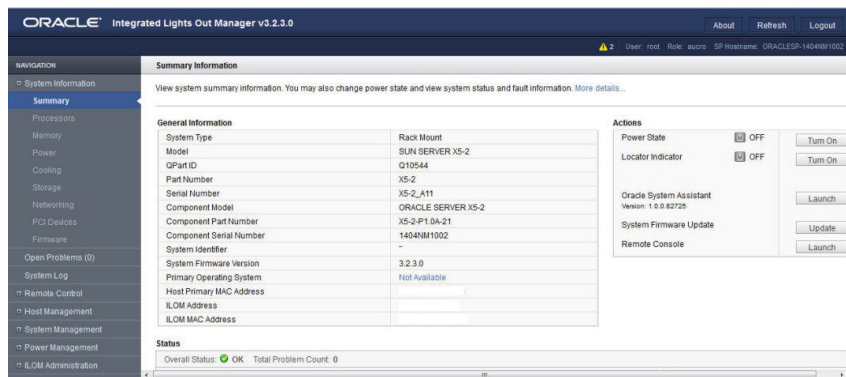 ORACLE® Integrated Lights Out Manager v3.2.3.0
About Refresh Logout
2 User: root Role: aucro SP Hostname: ORACLESP-1404NM1002
NAVIGATION
System Information
Summary
Processors
Memory
Power
Cooling
Storage
Networking
PCI Devices
Firmware
Open Problems (0)
System Log
Remote Control
Host Management
System Management
Power Management
ILOM Administration
Summary Information
View system summary information. You may also change power state and view system status and fault information. More details...
General Information
System Type Rack Mount
Model SUN SERVER X5-2
QPart ID Q10544
Part Number X5-2
Serial Number X5-2_A11
Component Model ORACLE SERVER X5-2
Component Part Number X5-2-P1.0A-21
Component Serial Number 1404NM1002
System Identifier -
System Firmware Version 3.2.3.0
Primary Operating System Not Available
Host Primary MAC Address
ILOM Address
ILOM MAC Address
Actions
Power State OFF Turn On
Locator Indicator OFF Turn On
Oracle System Assistant Launch
Version: 1.0.0.82725
System Firmware Update Update
Remote Console Launch
Status
Overall Status: OK Total Problem Count: 0